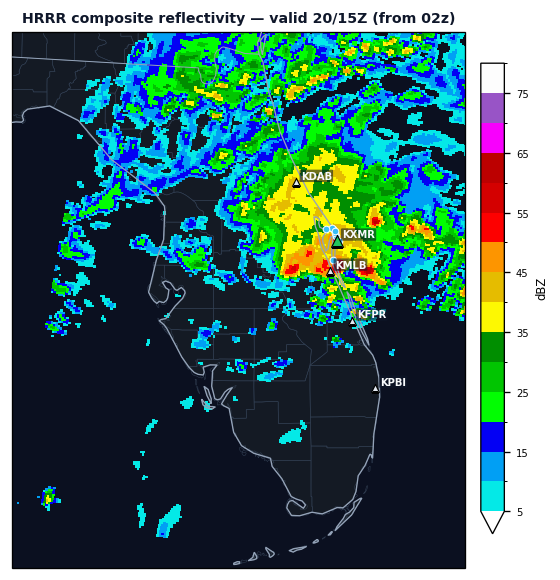 HRRR composite reflectivity — valid 20/15Z (from 02z)
KDAB
KXMR
KMLB
KFPR
KPBI
75
65
55
45
35
25
15
5
dBZ